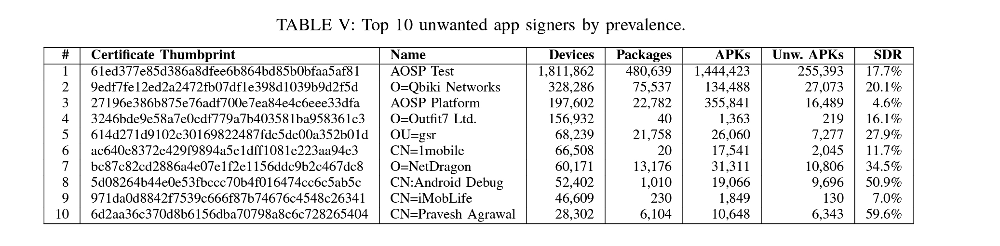 TABLE V: Top 10 unwanted app signers by prevalence.
# Certificate Thumbprint Name Devices Packages APKs Unw. APKs SDR
1 61ed377e85d386a8dfee6b864bd85b0bfaa5af81 AOSP Test 1,811,862 480,639 1,444,423 255,393 17.7%
2 9edf7fe12ed2a2472fb07df1e398d1039b9d2f5d O=Qbiki Networks 328,286 75,537 134,488 27,073 20.1%
3 27196e386b875e76adf700e7ea84e4c6eee33dfa AOSP Platform 197,602 22,782 355,841 16,489 4.6%
4 3246bde9e58a7e0cdf779a7b403581ba958361c3 O=Outfit7 Ltd. 156,932 40 1,363 219 16.1%
5 614d271d9102e30169822487fde5de00a352b01d OU=gsr 68,239 21,758 26,060 7,277 27.9%
6 ac640e8372e429f9894a5e1dff1081e223aa94e3 CN=1mobile 66,508 20 17,541 2,045 11.7%
7 bc87c82cd2886a4e07e1f2e1156ddc9b2c467dc8 O=NetDragon 60,171 13,176 31,311 10,806 34.5%
8 5d08264b44e0e53fbccc70b4f016474cc6c5ab5c CN:Android Debug 52,402 1,010 19,066 9,696 50.9%
9 971da0d8842f7539c666f87b74676c4548c26341 CN=iMobLife 46,609 230 1,849 130 7.0%
10 6d2aa36c370d8b6156dba70798a8c6c728265404 CN=Pravesh Agrawal 28,302 6,104 10,648 6,343 59.6%